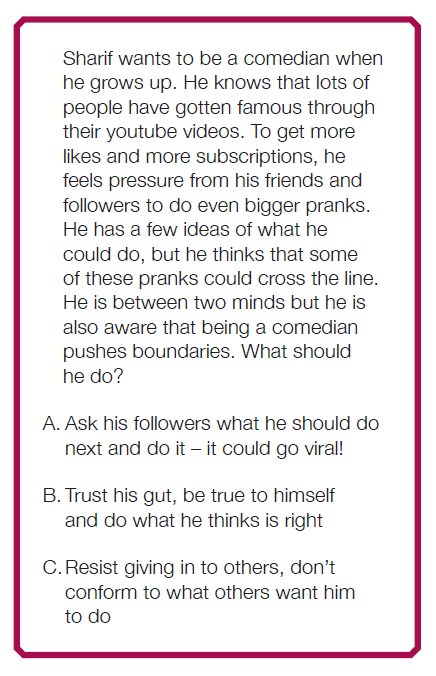 Sharif wants to be a comedian when
he grows up. He knows that lots of
people have gotten famous through
their youtube videos. To get more
likes and more subscriptions, he
feels pressure from his friends and
followers to do even bigger pranks.
He has a few ideas of what he
could do, but he thinks that some
of these pranks could cross the line.
He is between two minds but he is
also aware that being a comedian
pushes boundaries. What should
he do?
A. Ask his followers what he should do
next and do it – it could go viral!
B. Trust his gut, be true to himself
and do what he thinks is right
C. Resist giving in to others, don’t
conform to what others want him
to do